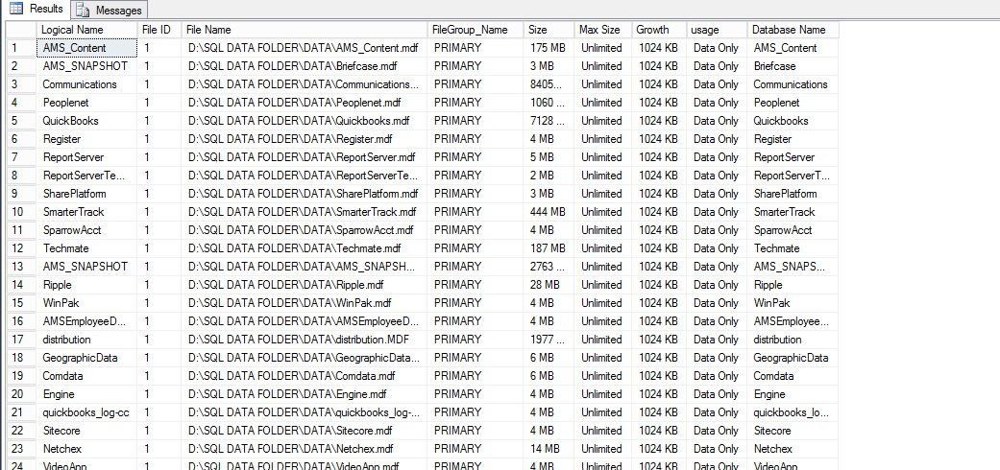 Results Messages
Logical Name File ID File Name FileGroup_Name Size Max Size Growth usage Database Name
1 AMS_Content 1 D:\SQL DATA FOLDER\DATA\AMS_Content.mdf PRIMARY 175 MB Unlimited 1024 KB Data Only AMS_Content
2 AMS_SNAPSHOT 1 D:\SQL DATA FOLDER\DATA\Briefcase.mdf PRIMARY 3 MB Unlimited 1024 KB Data Only Briefcase
3 Communications 1 D:\SQL DATA FOLDER\DATA\Communications... PRIMARY 8405... Unlimited 1024 KB Data Only Communications
4 Peoplenet 1 D:\SQL DATA FOLDER\DATA\Peoplenet.mdf PRIMARY 1060 ... Unlimited 1024 KB Data Only Peoplenet
5 QuickBooks 1 D:\SQL DATA FOLDER\DATA\Quickbooks.mdf PRIMARY 7128 ... Unlimited 1024 KB Data Only Quickbooks
6 Register 1 D:\SQL DATA FOLDER\DATA\Register.mdf PRIMARY 4 MB Unlimited 1024 KB Data Only Register
7 ReportServer 1 D:\SQL DATA FOLDER\DATA\ReportServer.mdf PRIMARY 5 MB Unlimited 1024 KB Data Only ReportServer
8 ReportServerTe... 1 D:\SQL DATA FOLDER\DATA\ReportServerTe... PRIMARY 2 MB Unlimited 1024 KB Data Only ReportServerT...
9 SharePlatform 1 D:\SQL DATA FOLDER\DATA\SharePlatform.mdf PRIMARY 3 MB Unlimited 1024 KB Data Only SharePlatform
10 SmarterTrack 1 D:\SQL DATA FOLDER\DATA\SmarterTrack.mdf PRIMARY 444 MB Unlimited 1024 KB Data Only SmarterTrack
11 SparrowAcct 1 D:\SQL DATA FOLDER\DATA\SparrowAcct.mdf PRIMARY 4 MB Unlimited 1024 KB Data Only SparrowAcct
12 Techmate 1 D:\SQL DATA FOLDER\DATA\Techmate.mdf PRIMARY 187 MB Unlimited 1024 KB Data Only Techmate
13 AMS_SNAPSHOT 1 D:\SQL DATA FOLDER\DATA\AMS_SNAPSH... PRIMARY 2763 ... Unlimited 1024 KB Data Only AMS_SNAPS...
14 Ripple 1 D:\SQL DATA FOLDER\DATA\Ripple.mdf PRIMARY 28 MB Unlimited 1024 KB Data Only Ripple
15 WinPak 1 D:\SQL DATA FOLDER\DATA\WinPak.mdf PRIMARY 4 MB Unlimited 1024 KB Data Only WinPak
16 AMSEmployeeD... 1 D:\SQL DATA FOLDER\DATA\AMSEmployeeD... PRIMARY 4 MB Unlimited 1024 KB Data Only AMSEmployee...
17 distribution 1 D:\SQL DATA FOLDER\DATA\distribution.MDF PRIMARY 1977 ... Unlimited 1024 KB Data Only distribution
18 GeographicData 1 D:\SQL DATA FOLDER\DATA\GeographicData... PRIMARY 6 MB Unlimited 1024 KB Data Only GeographicData
19 Comdata 1 D:\SQL DATA FOLDER\DATA\Comdata.mdf PRIMARY 6 MB Unlimited 1024 KB Data Only Comdata
20 Engine 1 D:\SQL DATA FOLDER\DATA\Engine.mdf PRIMARY 4 MB Unlimited 1024 KB Data Only Engine
21 quickbooks_log-cc 1 D:\SQL DATA FOLDER\DATA\quickbooks_log-... PRIMARY 4 MB Unlimited 1024 KB Data Only quickbooks_lo...
22 Sitecore 1 D:\SQL DATA FOLDER\DATA\Sitecore.mdf PRIMARY 4 MB Unlimited 1024 KB Data Only Sitecore
23 Netchex 1 D:\SQL DATA FOLDER\DATA\Netchex.mdf PRIMARY 14 MB Unlimited 1024 KB Data Only Netchex
24 VideoApp 1 D:\SQL DATA FOLDER\DATA\VideoApp.mdf PRIMARY 4 MB Unlimited 1024 KB Data Only VideoApp